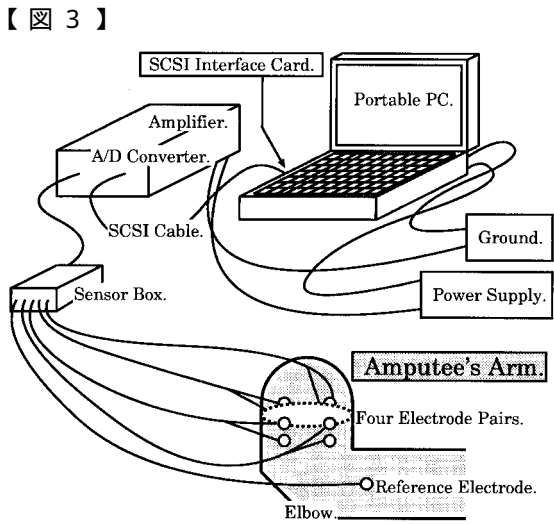 【図３】
SCSI Interface Card.
Portable PC.
Amplifier.
A/D Converter.
SCSI Cable.
Ground.
Sensor Box.
Power Supply.
Amputee's Arm.
Four Electrode Pairs.
Reference Electrode.
Elbow.